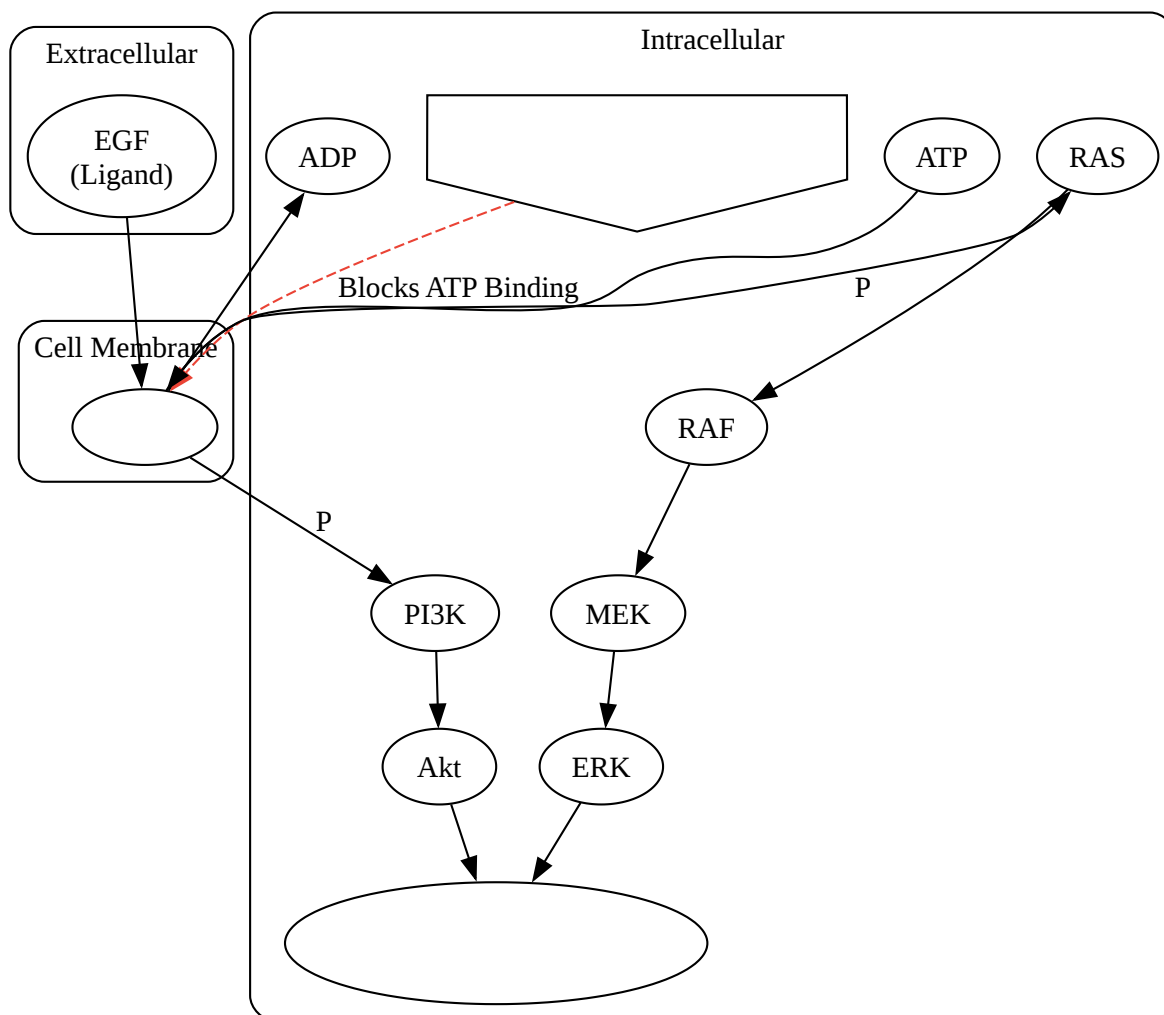 Intracellular
Extracellular
EGF
(Ligand)
ADP
ATP
RAS
Blocks ATP Binding
P
Cell Membrane
RAF
P
PI3K
MEK
Akt
ERK